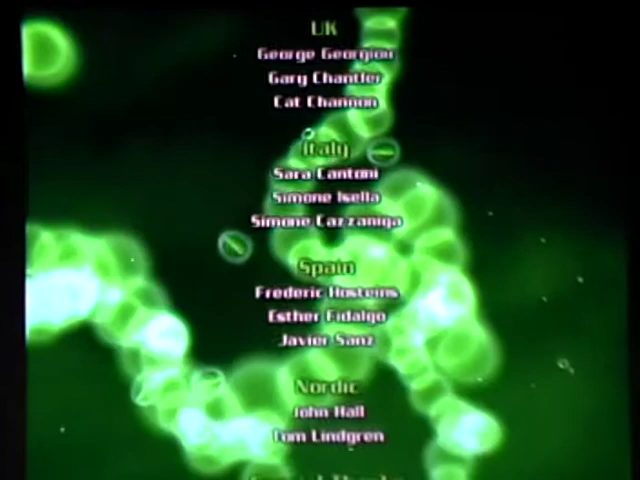 UK
George Georgiou
Gary Chantler
Cat Channon
Italy
Sara Cantoni
Simone Isella
Simone Cazzaniga
Spain
Frederic Hosteins
Esther Fidalgo
Javier Sanz
Nordic
John Hall
Tom Lindgren